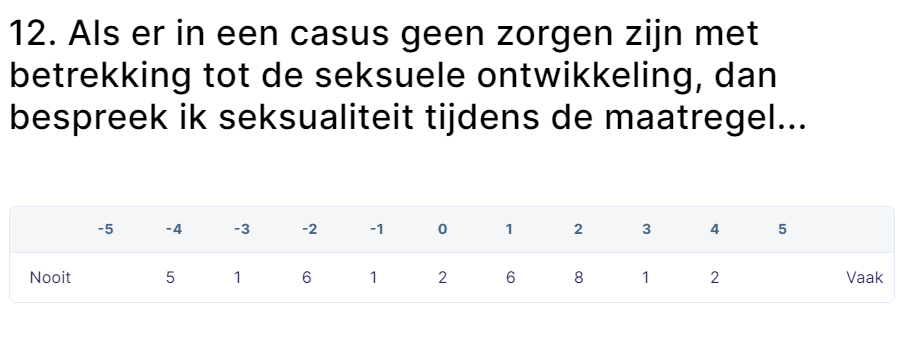 12. Als er in een casus geen zorgen zijn met
betrekking tot de seksuele ontwikkeling, dan
bespreek ik seksualiteit tijdens de maatregel...
-5 -4 -3 -2 -1 0 1 2 3 4 5
Nooit 5 1 6 1 2 6 8 1 2 Vaak